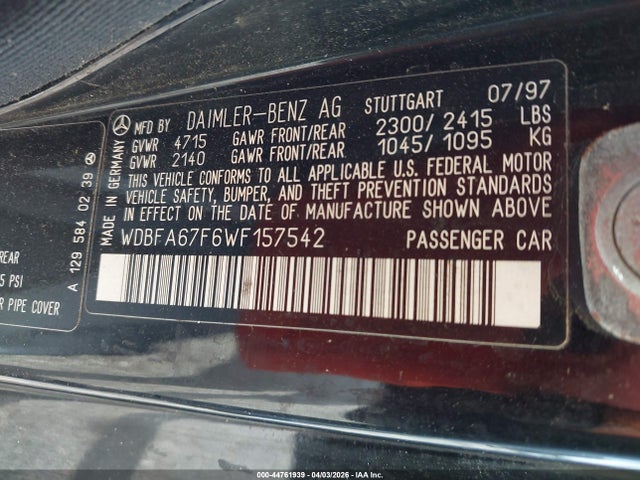 MADE IN GERMANY
MFD BY DAIMLER-BENZ AG STUTTGART 07/97
GVWR 4715 GAWR FRONT/REAR 2300/ 2415 LBS
GVWR 2140 GAWR FRONT/REAR 1045/ 1095 KG
THIS VEHICLE CONFORMS TO ALL APPLICABLE U.S. FEDERAL MOTOR
VEHICLE SAFETY, BUMPER, AND THEFT PREVENTION STANDARDS
IN EFFECT ON THE DATE OF MANUFACTURE SHOWN ABOVE
WDBFA67F6WF157542 PASSENGER CAR
A 129 584 02 39
REAR
5 PSI
R PIPE COVER
000-44761939 - 04/03/2026 - COPYRIGHT IAA